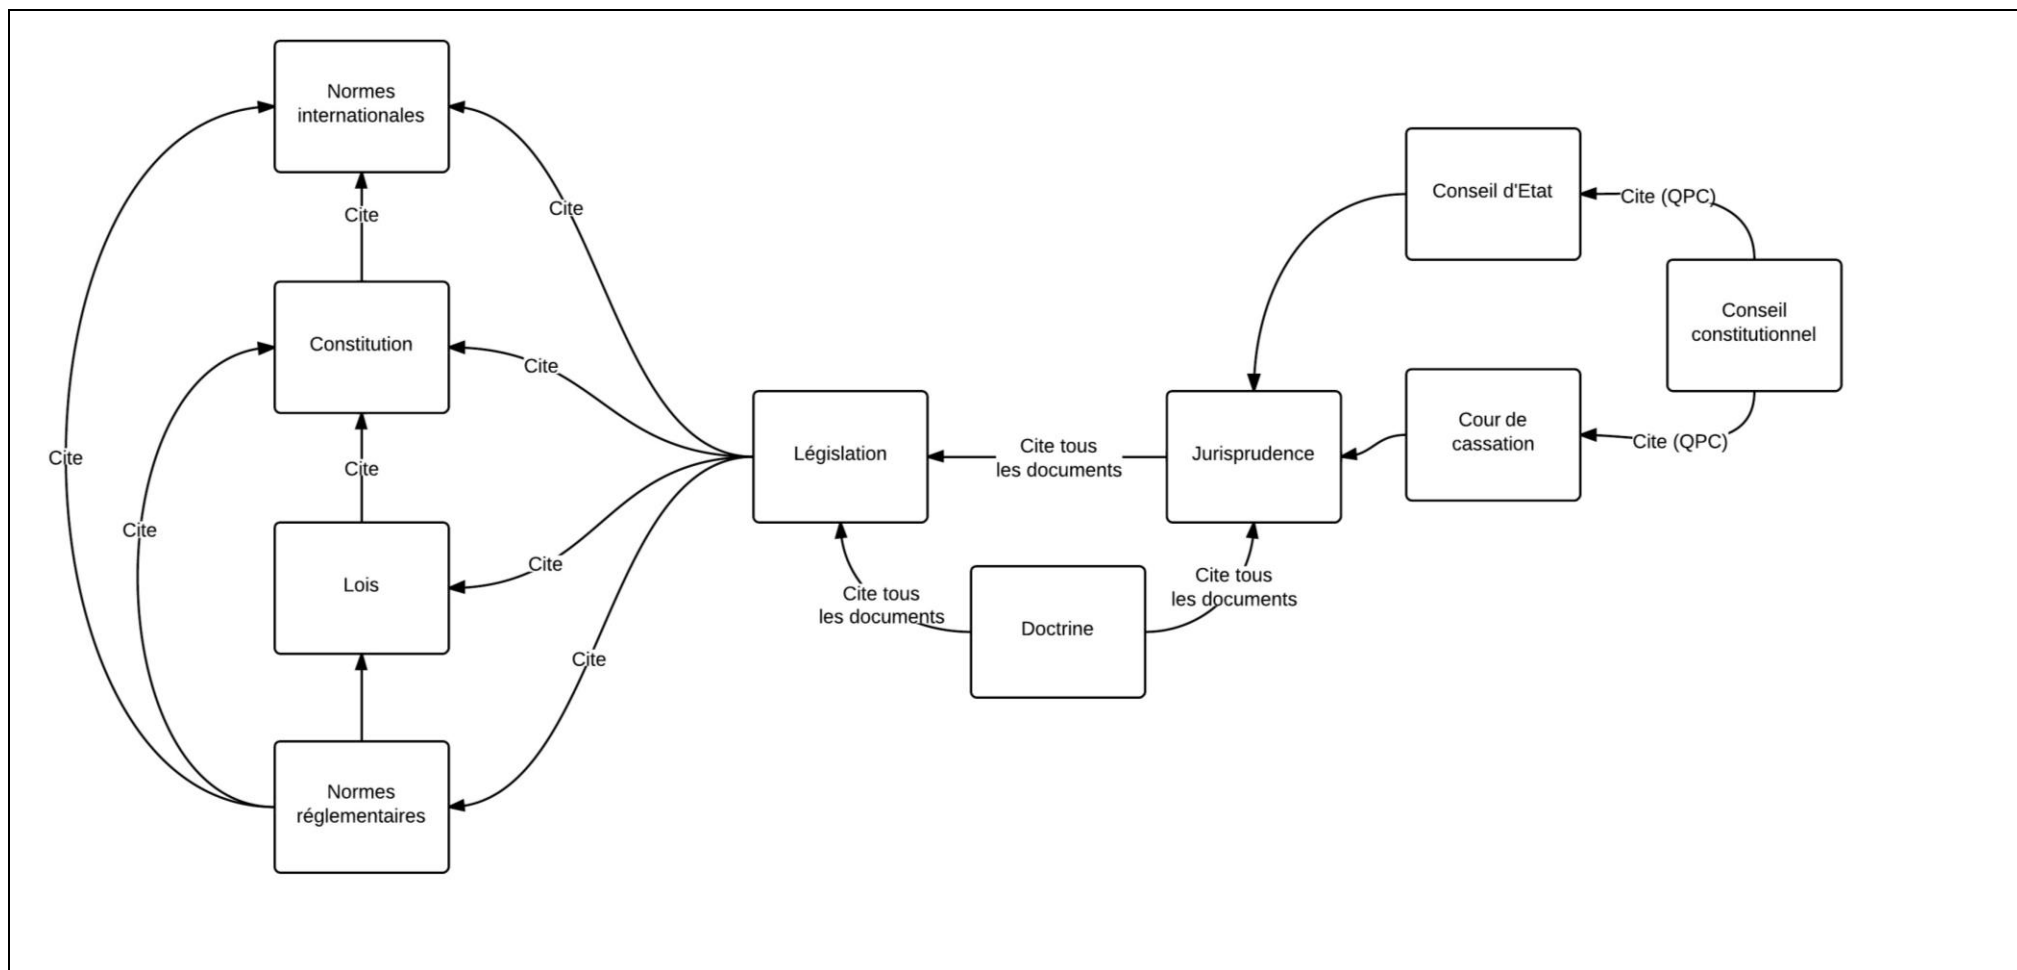 Normes
internationales
Cite
Cite
Constitution
Cite
Cite
Cite
Cite
Lois
Cite
Cite
Normes
réglementaires
Législation
Cite tous
les documents
Jurisprudence
Cite tous
les documents
Doctrine
Cite tous
les documents
Conseil d'Etat
Cite (QPC)
Conseil
constitutionnel
Cour de
cassation
Cite (QPC)